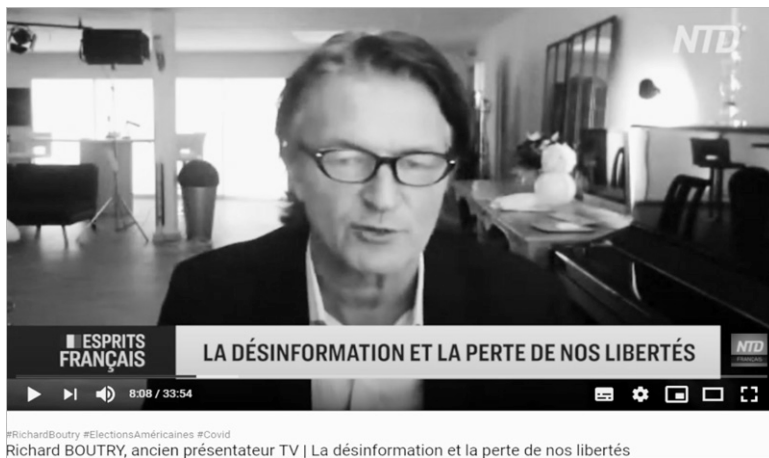 NTD
ESPRITS
FRANÇAIS
LA DÉSINFORMATION ET LA PERTE DE NOS LIBERTÉS
NTD
FRANÇAIS
8:08 / 33:54
#RichardBoutry #ElectionsAméricaines #Covid
Richard BOUTRY, ancien présentateur TV | La désinformation et la perte de nos libertés